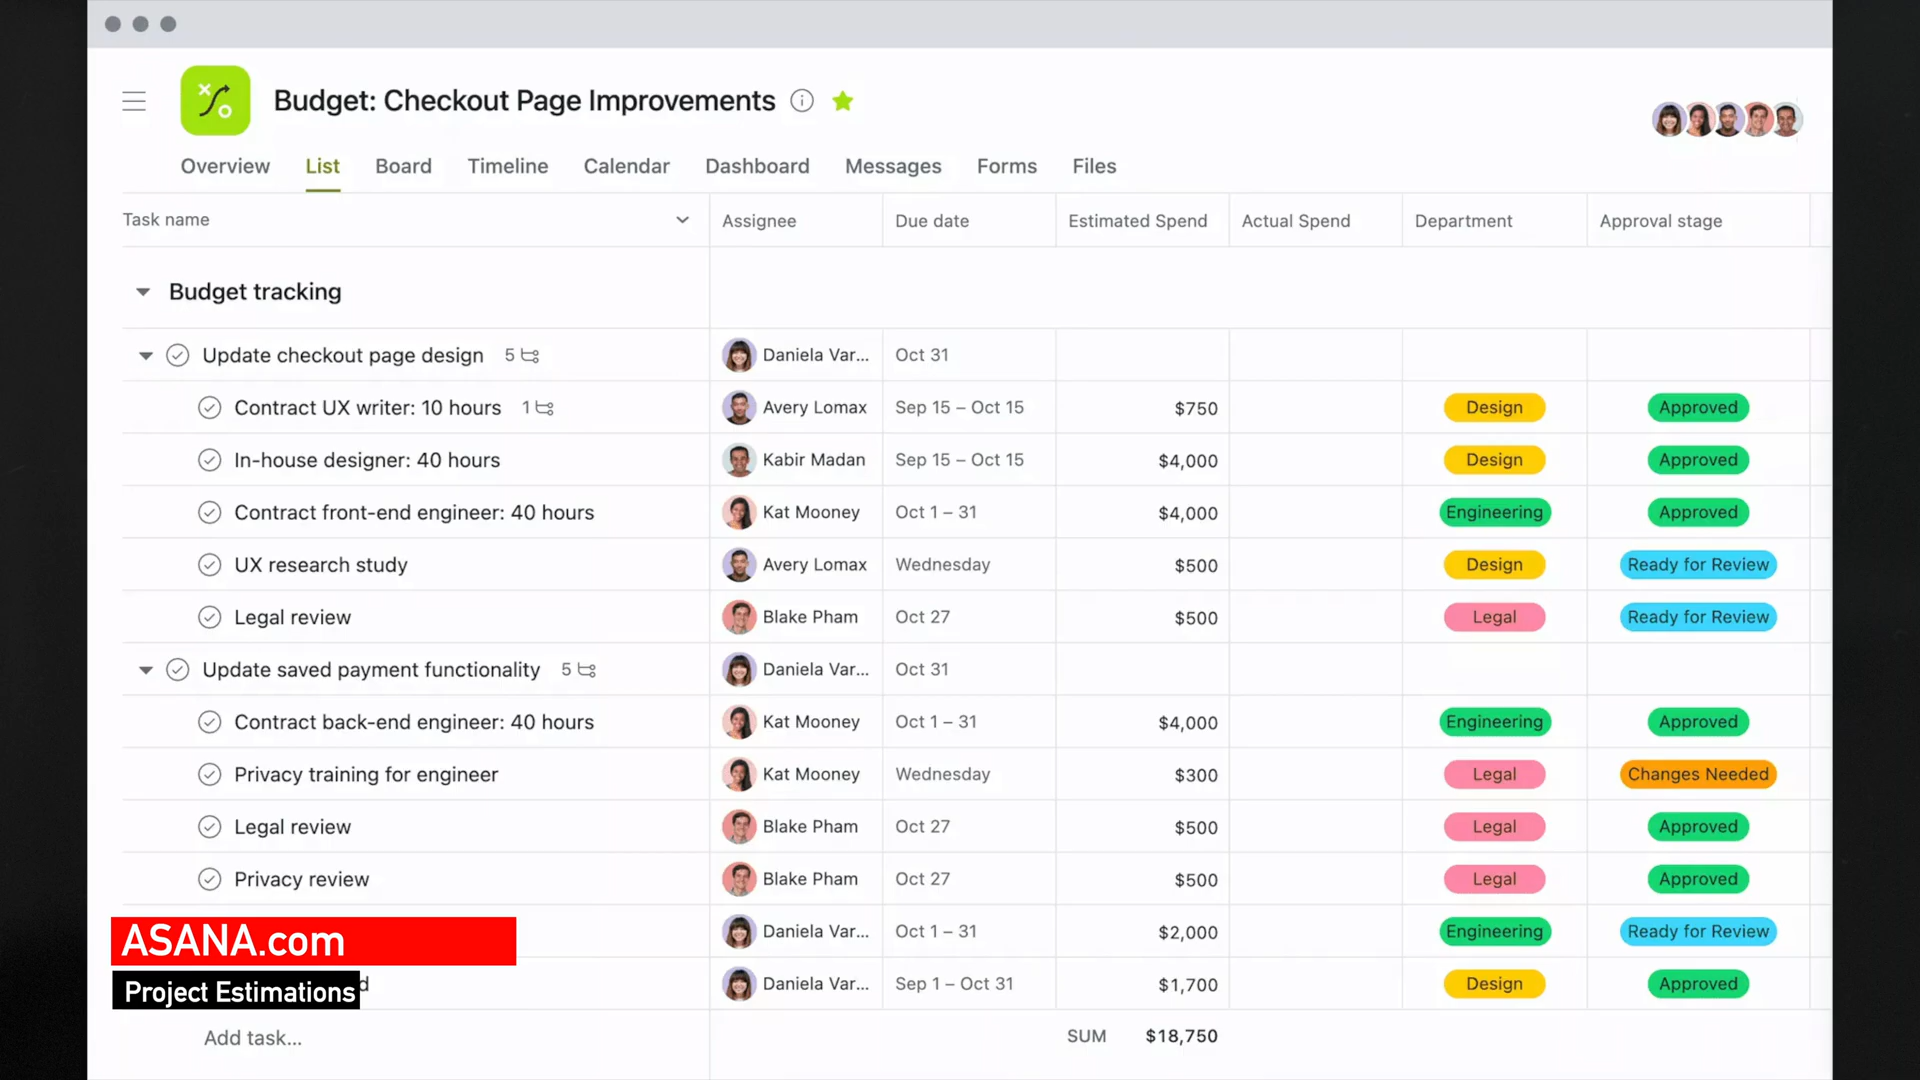 Budget: Checkout Page Improvements
Overview List Board Timeline Calendar Dashboard Messages Forms Files
Task name Assignee Due date Estimated Spend Actual Spend Department Approval stage
Budget tracking
Update checkout page design 5 Daniela Var... Oct 31
Contract UX writer: 10 hours 1 Avery Lomax Sep 15 – Oct 15 $750 Design Approved
In-house designer: 40 hours Kabir Madan Sep 15 – Oct 15 $4,000 Design Approved
Contract front-end engineer: 40 hours Kat Mooney Oct 1 – 31 $4,000 Engineering Approved
UX research study Avery Lomax Wednesday $500 Design Ready for Review
Legal review Blake Pham Oct 27 $500 Legal Ready for Review
Update saved payment functionality 5 Daniela Var... Oct 31
Contract back-end engineer: 40 hours Kat Mooney Oct 1 – 31 $4,000 Engineering Approved
Privacy training for engineer Kat Mooney Wednesday $300 Legal Changes Needed
Legal review Blake Pham Oct 27 $500 Legal Approved
Privacy review Blake Pham Oct 27 $500 Legal Approved
ASANA.com Daniela Var... Oct 1 – 31 $2,000 Engineering Ready for Review
Project Estimations Daniela Var... Sep 1 – Oct 31 $1,700 Design Approved
Add task... SUM $18,750